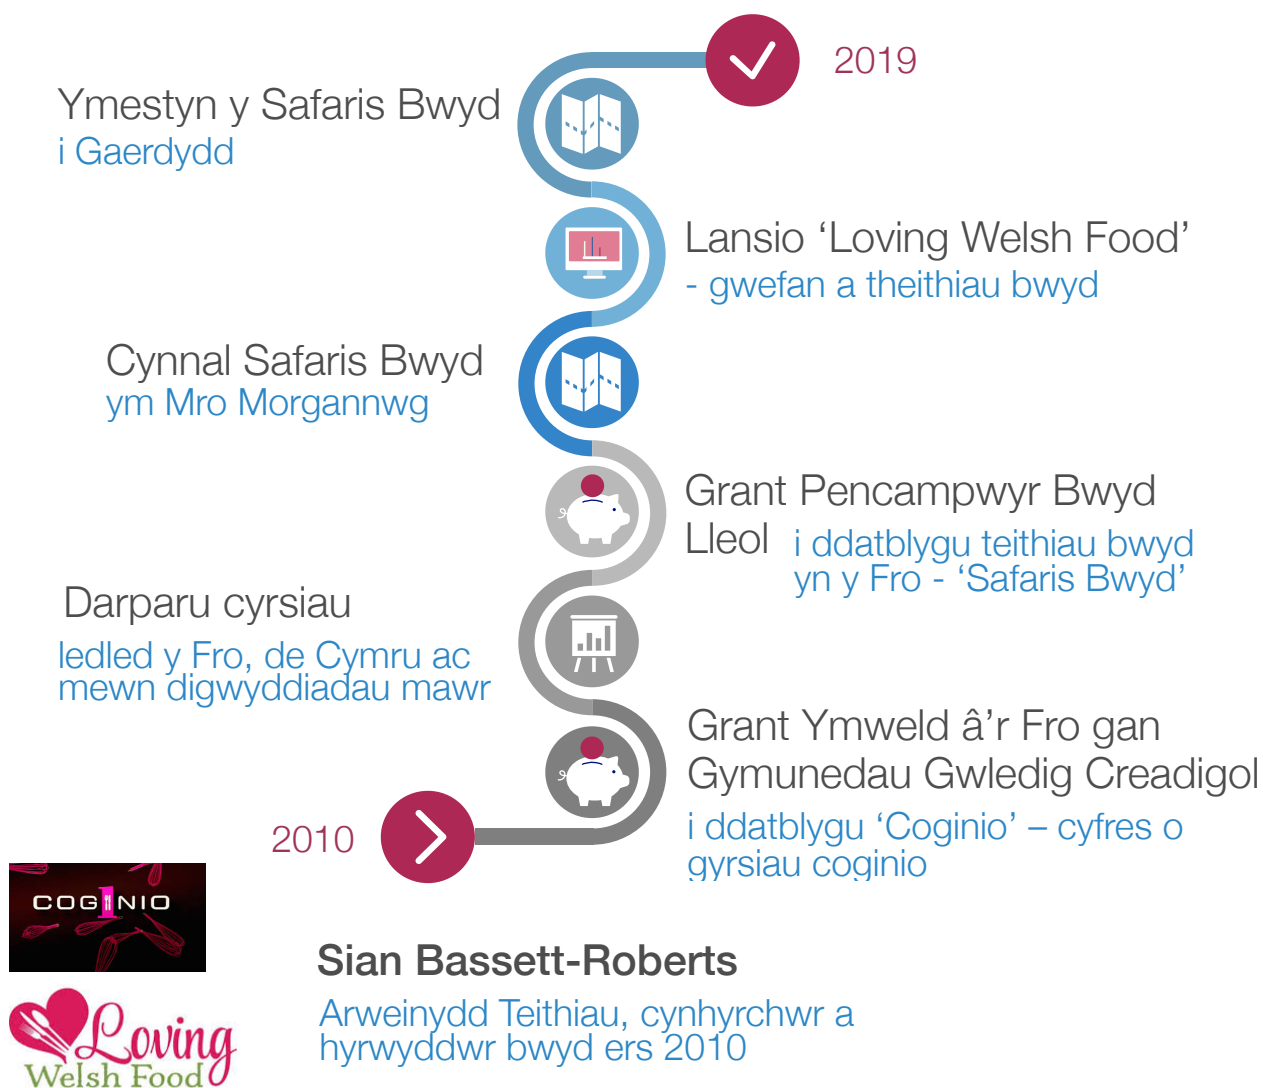 2019
Ymestyn y Safaris Bwyd
i Gaerdydd
Lansio ‘Loving Welsh Food’
- gwefan a theithiau bwyd
Cynnal Safaris Bwyd
ym Mro Morgannwg
Grant Pencampwyr Bwyd
Lleol i ddatblygu teithiau bwyd
yn y Fro - ‘Safaris Bwyd’
Darparu cyrsiau
ledled y Fro, de Cymru ac
mewn digwyddiadau mawr
Grant Ymweld â’r Fro gan
Gymunedau Gwledig Creadigol
i ddatblygu ‘Coginio’ – cyfres o
gyrsiau coginio
2010
COG1NIO
Sian Bassett-Roberts
Arweinydd Teithiau, cynhyrchwr a
hyrwyddwr bwyd ers 2010
Loving
Welsh Food